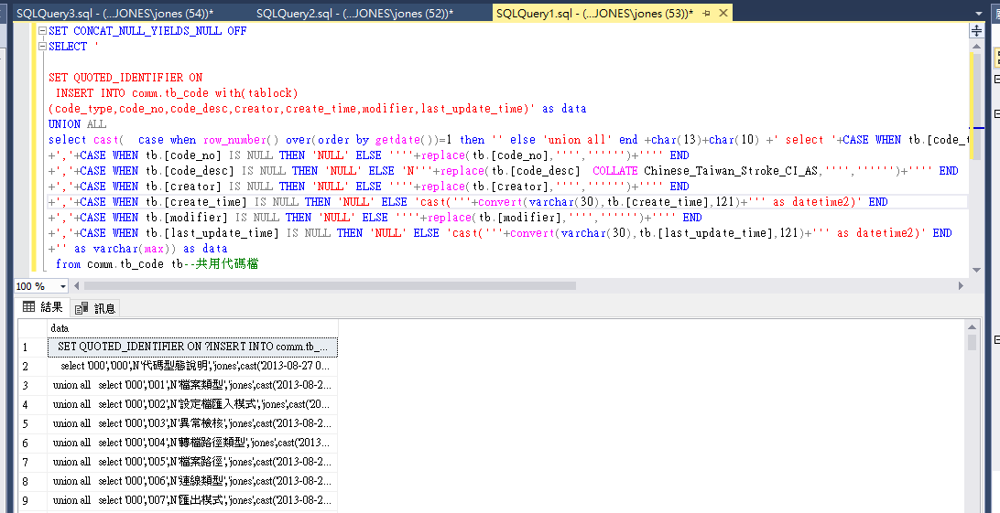 SQLQuery3.sql - (...JONES\jones (54))* SQLQuery2.sql - (...JONES\jones (52))* SQLQuery1.sql - (...JONES\jones (53))*
SET CONCAT_NULL_YIELDS_NULL OFF
SELECT '
SET QUOTED_IDENTIFIER ON
INSERT INTO comm.tb_code with(tablock)
(code_type,code_no,code_desc,creator,create_time,modifier,last_update_time)' as data
UNION ALL
select cast(  case when row_number() over(order by getdate())=1 then '' else 'union all' end +char(13)+char(10) +' select '+CASE WHEN tb.[code_t
+','+CASE WHEN tb.[code_no] IS NULL THEN 'NULL' ELSE ''''+replace(tb.[code_no],'''','''''')+'''' END
+','+CASE WHEN tb.[code_desc] IS NULL THEN 'NULL' ELSE 'N'''+replace(tb.[code_desc]  COLLATE Chinese_Taiwan_Stroke_CI_AS,'''','''''')+'''' END
+','+CASE WHEN tb.[creator] IS NULL THEN 'NULL' ELSE ''''+replace(tb.[creator],'''','''''')+'''' END
+','+CASE WHEN tb.[create_time] IS NULL THEN 'NULL' ELSE 'cast('''+convert(varchar(30),tb.[create_time],121)+''' as datetime2)' END
+','+CASE WHEN tb.[modifier] IS NULL THEN 'NULL' ELSE ''''+replace(tb.[modifier],'''','''''')+'''' END
+','+CASE WHEN tb.[last_update_time] IS NULL THEN 'NULL' ELSE 'cast('''+convert(varchar(30),tb.[last_update_time],121)+''' as datetime2)' END
+'' as varchar(max)) as data
from comm.tb_code tb--共用代碼檔
100 %
結果 訊息
data
1 SET QUOTED_IDENTIFIER ON ?INSERT INTO comm.tb_...
2 select '000','000',N'代碼型態說明','jones',cast('2013-08-27 0...
3 union all select '000','001',N'檔案類型','jones',cast('2013-08-2...
4 union all select '000','002',N'設定檔匯入模式','jones',cast('20...
5 union all select '000','003',N'異常檢核','jones',cast('2013-08-2...
6 union all select '000','004',N'轉檔路徑類型','jones',cast('2013...
7 union all select '000','005',N'檔案路徑','jones',cast('2013-08-2...
8 union all select '000','006',N'連線類型','jones',cast('2013-08-2...
9 union all select '000','007',N'匯出模式','jones',cast('2013-08-2...